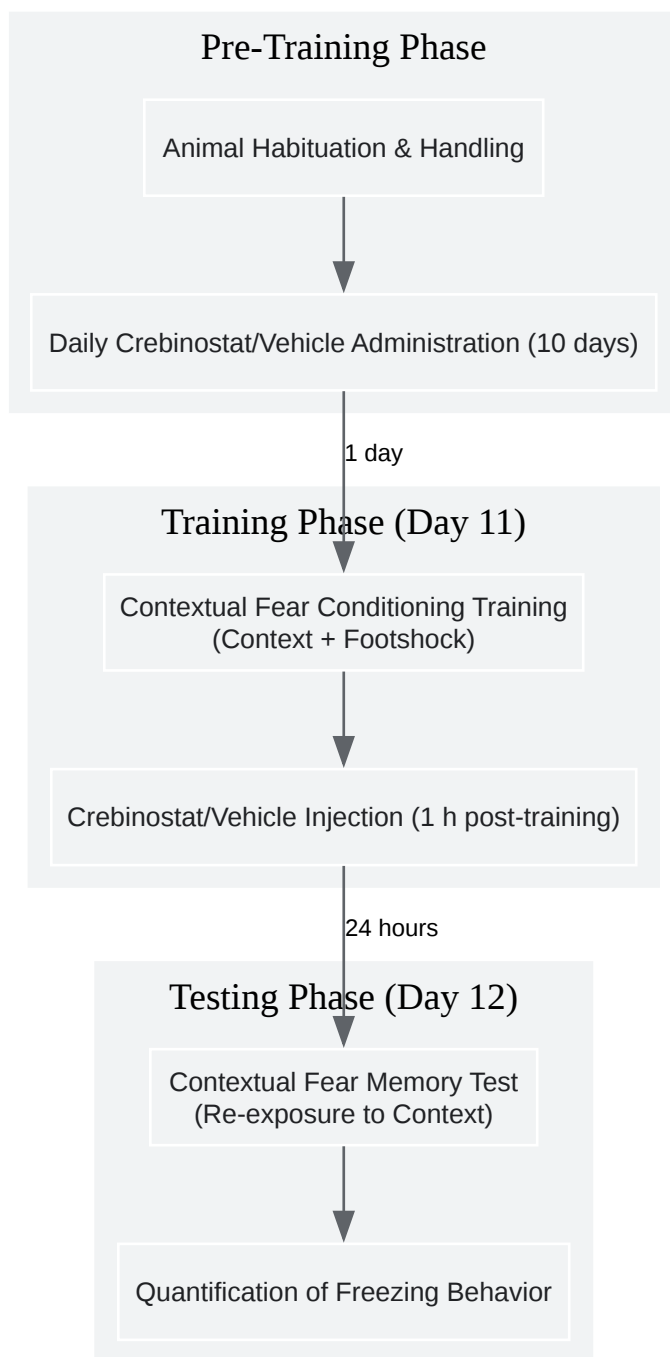 Pre-Training Phase
Animal Habituation & Handling
Daily Crebinostat/Vehicle Administration (10 days)
1 day
Training Phase (Day 11)
Contextual Fear Conditioning Training
(Context + Footshock)
Crebinostat/Vehicle Injection (1 h post-training)
24 hours
Testing Phase (Day 12)
Contextual Fear Memory Test
(Re-exposure to Context)
Quantification of Freezing Behavior